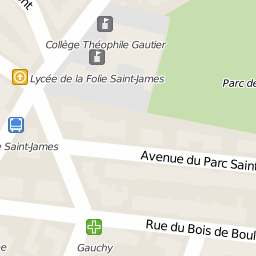 nt
Collège Théophile Gautier
Lycée de la Folie Saint-James
Parc de
Saint-James
Avenue du Parc Saint
Rue du Bois de Boul
Gauchy